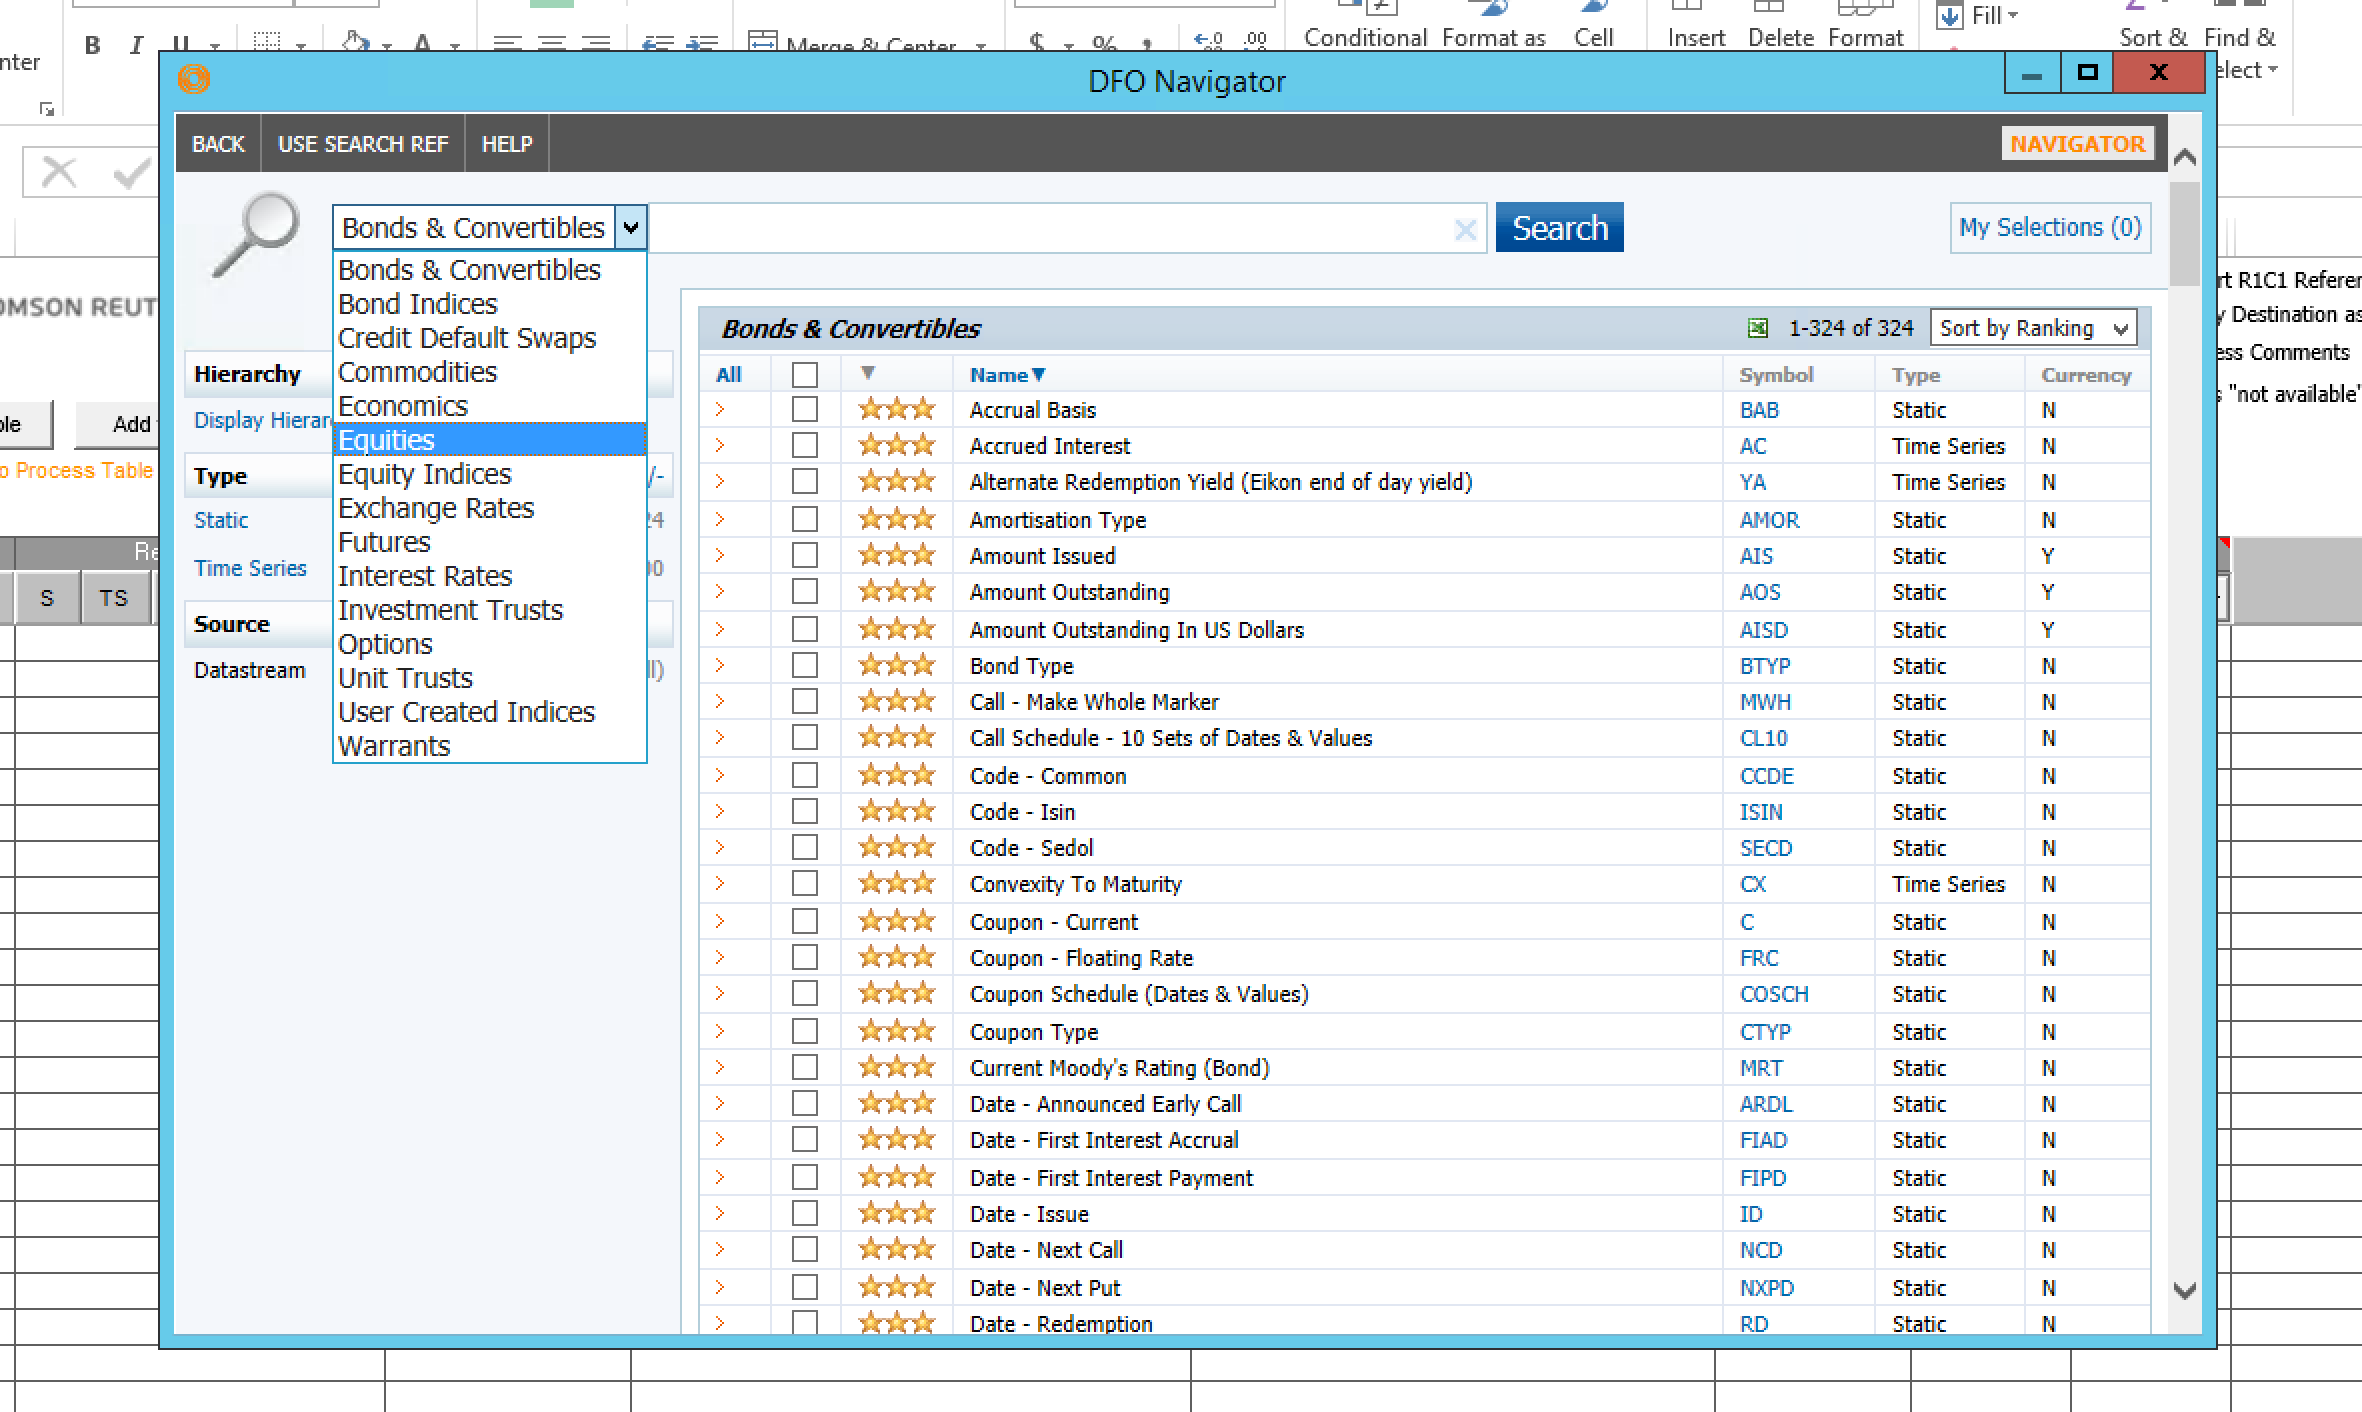 B I U Merge & Center $ % , Conditional Format as Cell Insert Delete Format Fill Sort & Find &
DFO Navigator
BACK USE SEARCH REF HELP NAVIGATOR
Bonds & Convertibles Search My Selections (0)
Bonds & Convertibles
Bond Indices
Credit Default Swaps
Commodities
Economics
Equities
Equity Indices
Exchange Rates
Futures
Interest Rates
Investment Trusts
Options
Unit Trusts
User Created Indices
Warrants
Hierarchy
Display Hierar
Type
Static
Time Series
Source
Datastream
Bonds & Convertibles 1-324 of 324 Sort by Ranking
All Name Symbol Type Currency
Accrual Basis BAB Static N
Accrued Interest AC Time Series N
Alternate Redemption Yield (Eikon end of day yield) YA Time Series N
Amortisation Type AMOR Static N
Amount Issued AIS Static Y
Amount Outstanding AOS Static Y
Amount Outstanding In US Dollars AISD Static Y
Bond Type BTYP Static N
Call - Make Whole Marker MWH Static N
Call Schedule - 10 Sets of Dates & Values CL10 Static N
Code - Common CCDE Static N
Code - Isin ISIN Static N
Code - Sedol SECD Static N
Convexity To Maturity CX Time Series N
Coupon - Current C Static N
Coupon - Floating Rate FRC Static N
Coupon Schedule (Dates & Values) COSCH Static N
Coupon Type CTYP Static N
Current Moody's Rating (Bond) MRT Static N
Date - Announced Early Call ARDL Static N
Date - First Interest Accrual FIAD Static N
Date - First Interest Payment FIPD Static N
Date - Issue ID Static N
Date - Next Call NCD Static N
Date - Next Put NXPD Static N
Date - Redemption RD Static N
OMSON REUT
Add
o Process Table
S TS
rt R1C1 Referen
y Destination as
ess Comments
s "not available"